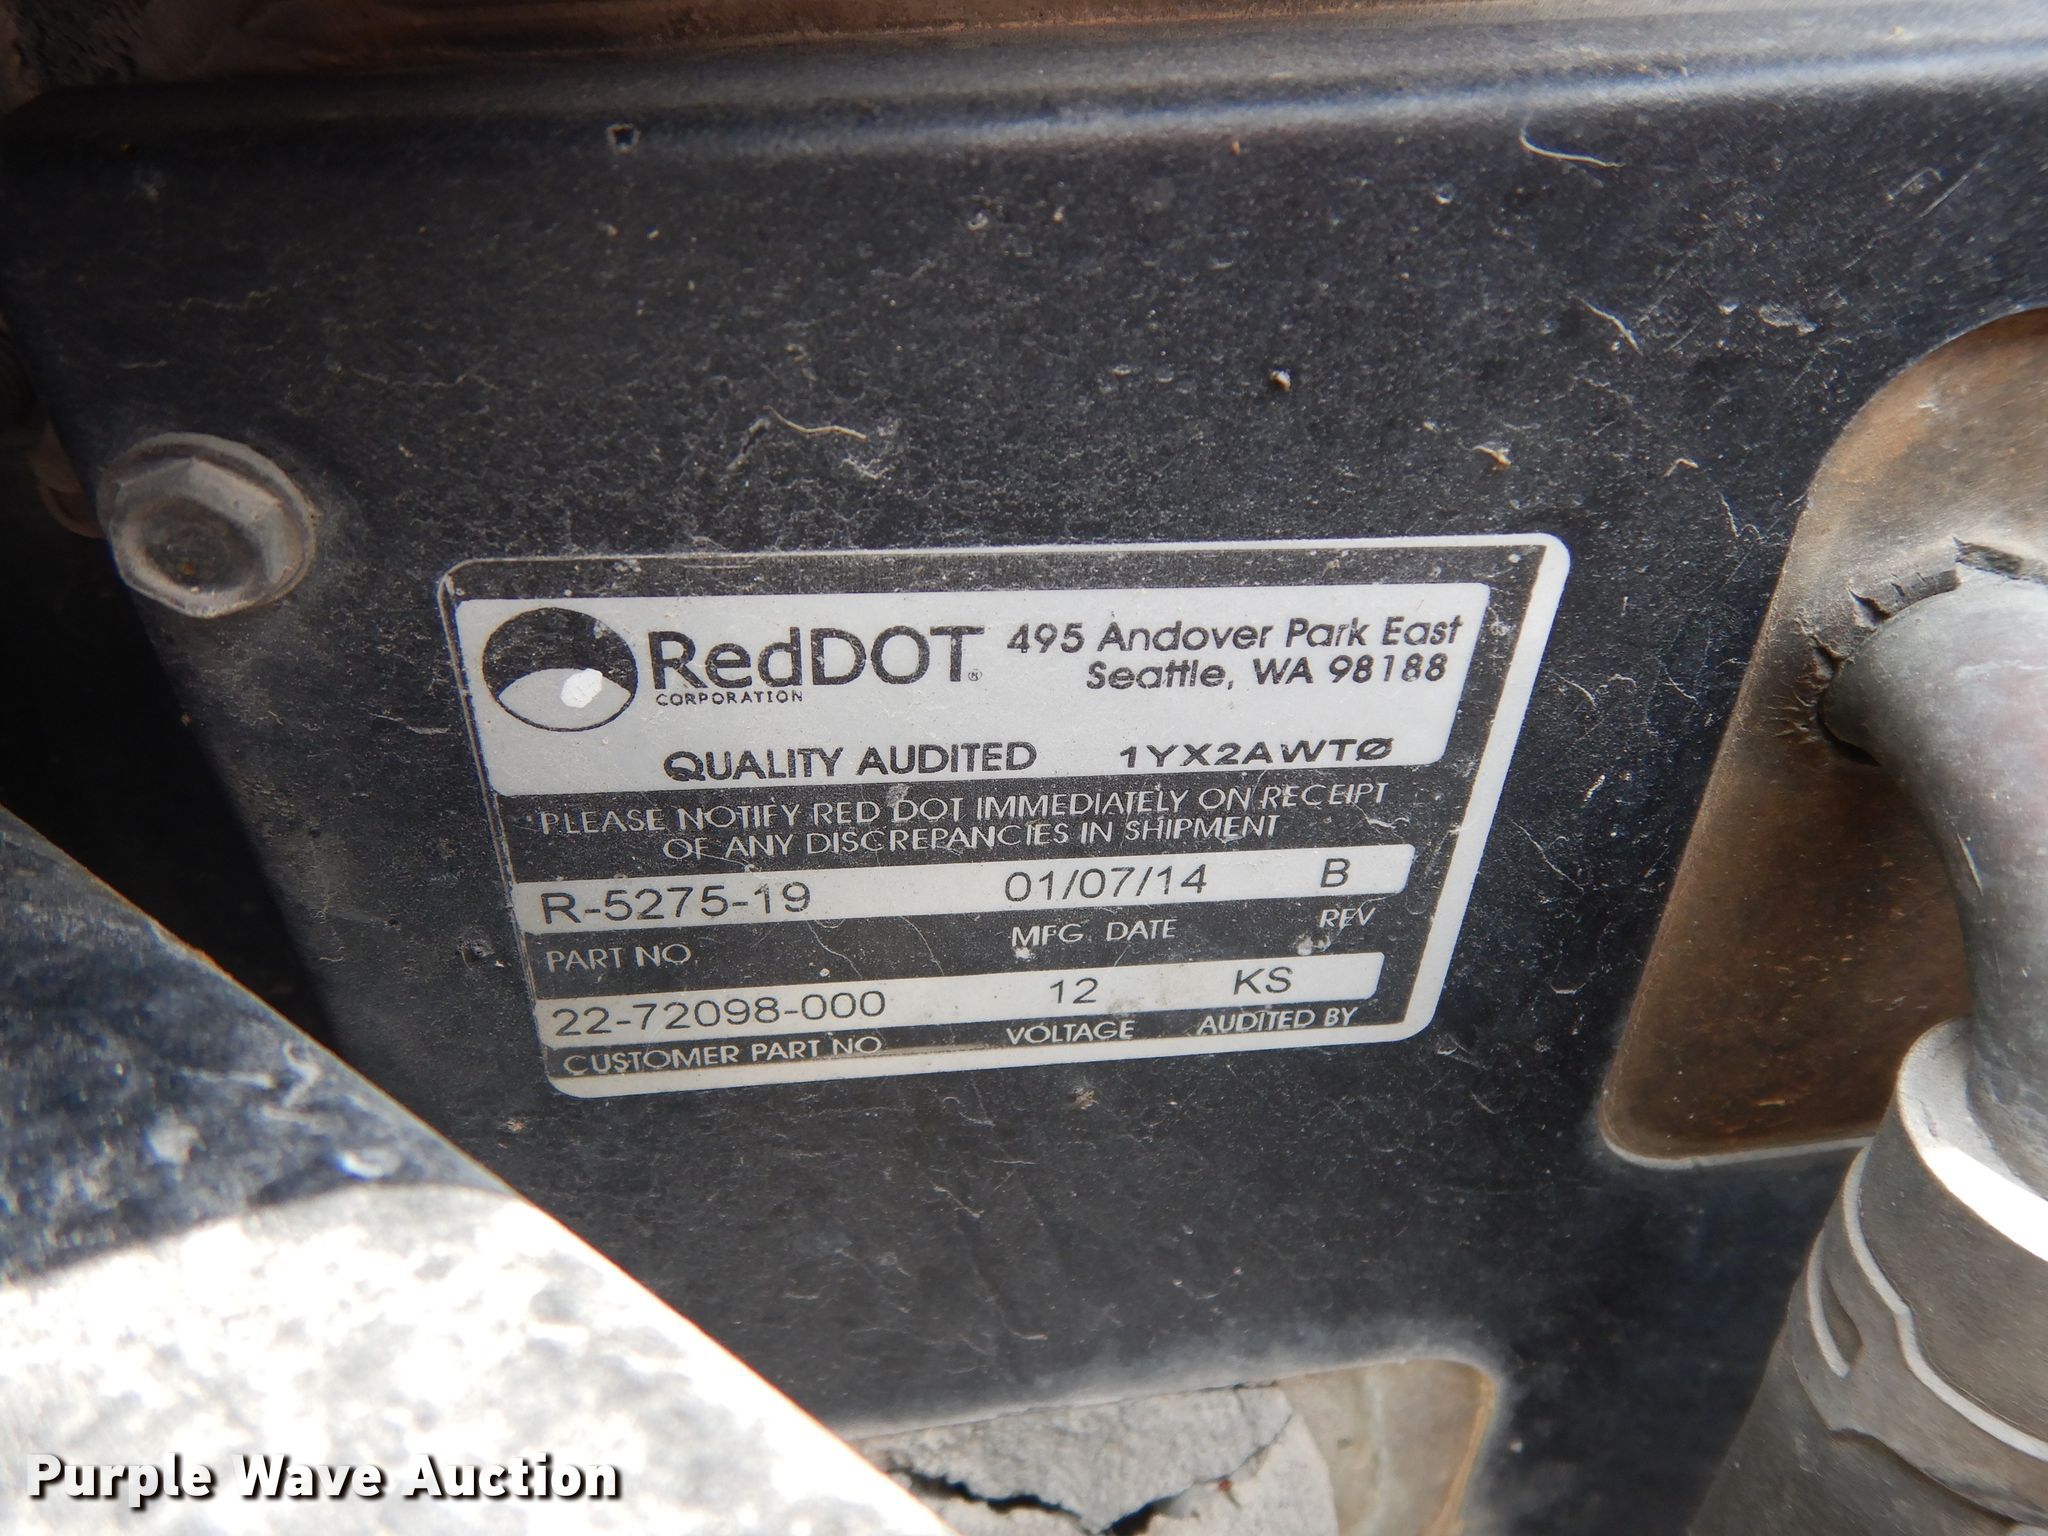 RedDOT®
CORPORATION
495 Andover Park East
Seattle, WA 98188
QUALITY AUDITED 1YX2AWTØ
PLEASE NOTIFY RED DOT IMMEDIATELY ON RECEIPT
OF ANY DISCREPANCIES IN SHIPMENT
R-5275-19 01/07/14 B
PART NO MFG DATE REV
22-72098-000 12 KS
CUSTOMER PART NO VOLTAGE AUDITED BY
Purple Wave Auction